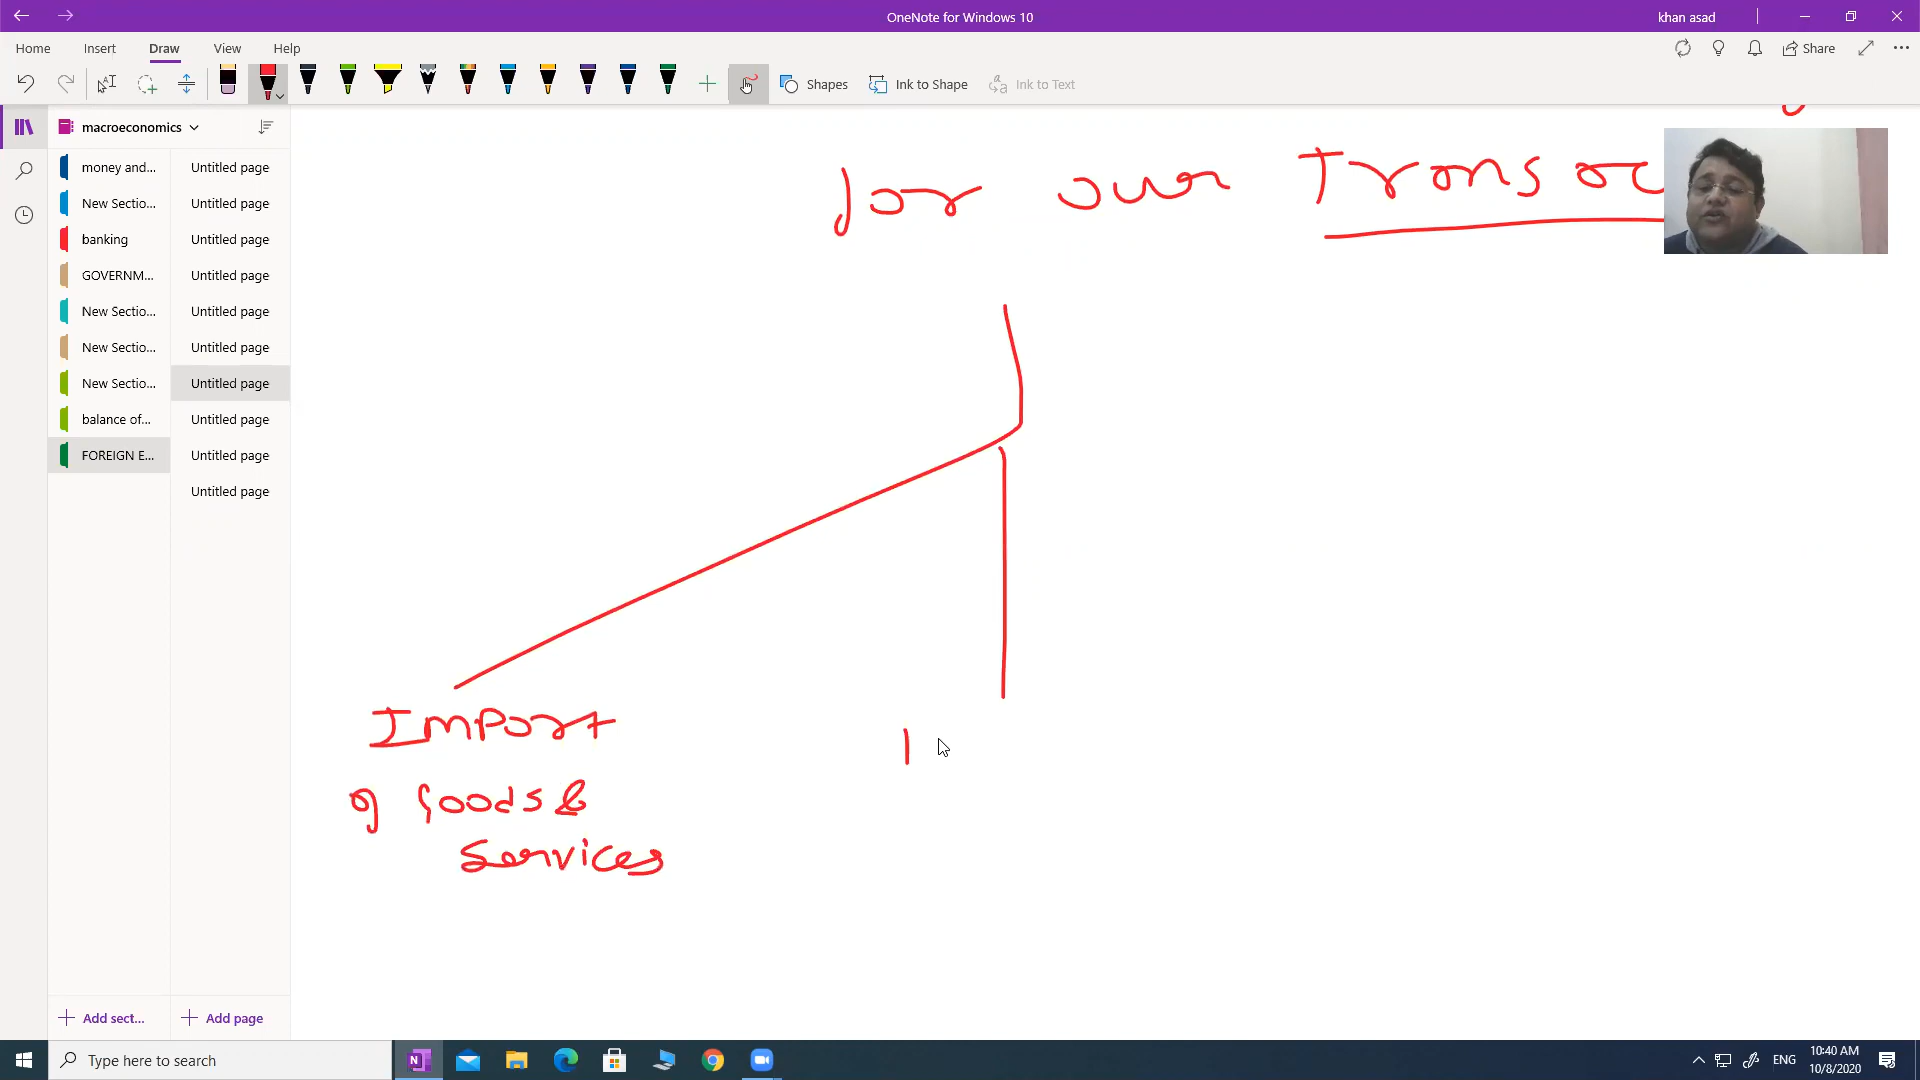 OneNote for Windows 10
khan asad
Home Insert Draw View Help
Share
Shapes Ink to Shape Ink to Text
macroeconomics
money and... Untitled page
New Sectio... Untitled page
banking Untitled page
GOVERNM... Untitled page
New Sectio... Untitled page
New Sectio... Untitled page
New Sectio... Untitled page
balance of... Untitled page
FOREIGN E... Untitled page
Untitled page
for our Transac
Import
of Goods &
Services
Add sect... Add page
Type here to search
ENG
10:40 AM
10/8/2020